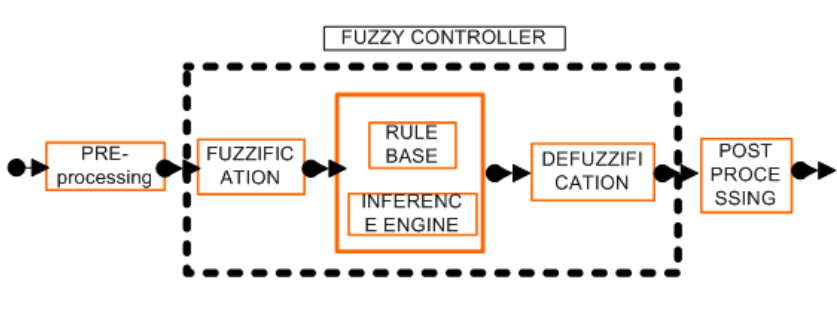 FUZZY CONTROLLER
PRE-
processing
FUZZIFIC
ATION
RULE
BASE
INFERENC
E ENGINE
DEFUZZIFI
CATION
POST
PROCE
SSING